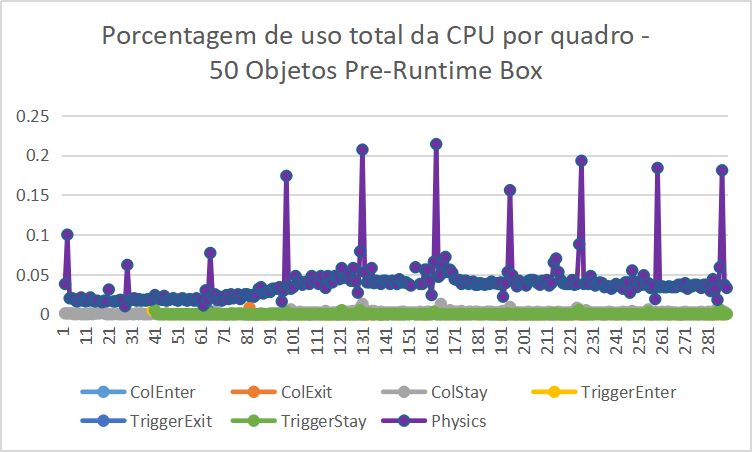 Porcentagem de uso total da CPU por quadro -
50 Objetos Pre-Runtime Box
0.25
0.2
0.15
0.1
0.05
0
1 11 21 31 41 51 61 71 81 91 101 111 121 131 141 151 161 171 181 191 201 211 221 231 241 251 261 271 281
ColEnter ColExit ColStay TriggerEnter
TriggerExit TriggerStay Physics